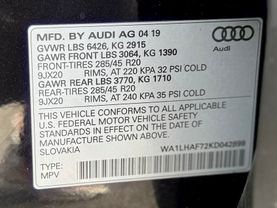 MFD. BY AUDI AG 04 19
GVWR LBS 6426, KG 2915
GAWR FRONT LBS 3064, KG 1390
FRONT-TIRES 285/45 R20
9JX20 RIMS, AT 220 KPA 32 PSI COLD
GAWR REAR LBS 3770, KG 1710
REAR-TIRES 285/45 R20
9JX20 RIMS, AT 240 KPA 35 PSI COLD
Audi
THIS VEHICLE CONFORMS TO ALL APPLICABLE
U.S. FEDERAL MOTOR VEHICLE SAFETY
STANDARDS IN EFFECT ON THE DATE OF
MANUFACTURE SHOWN ABOVE.
SLOVAKIA
WA1LHAF72KD042898
TYPE:
MPV